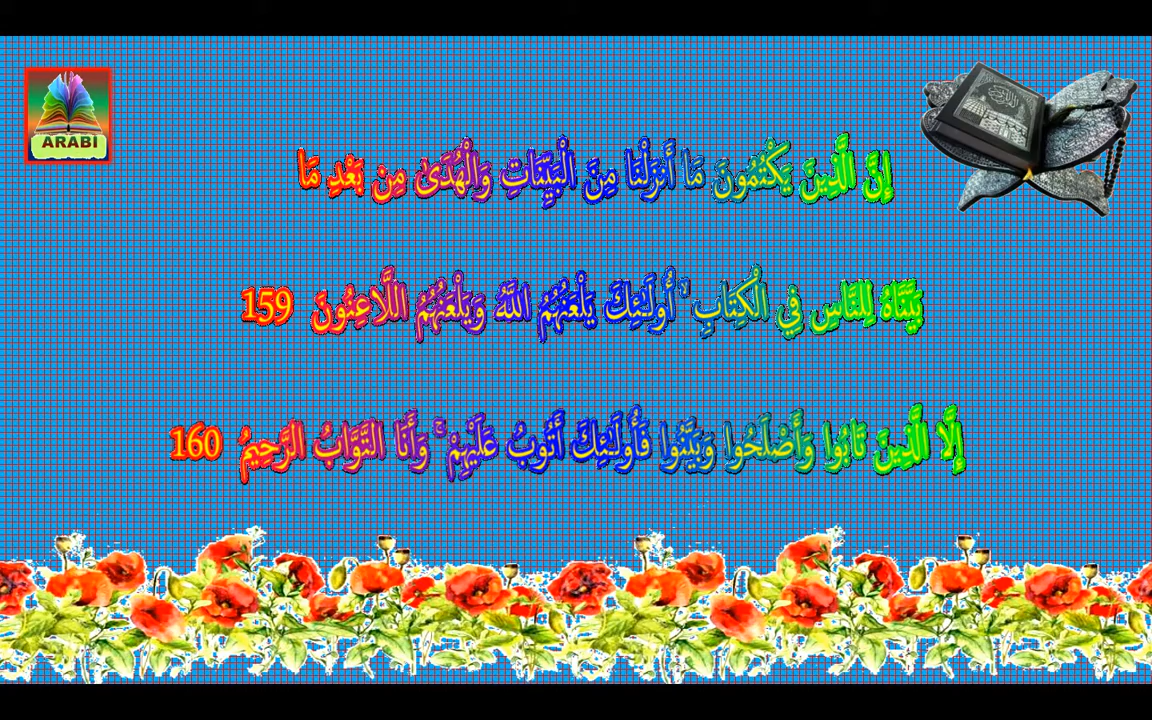 ARABI
إِنَّ الَّذِينَ يَكْتُمُونَ مَا أَنزَلْنَا مِنَ الْبَيِّنَاتِ وَالْهُدَىٰ مِن بَعْدِ مَا
بَيَّنَّاهُ لِلنَّاسِ فِي الْكِتَابِ ۙ أُولَـٰئِكَ يَلْعَنُهُمُ اللَّهُ وَيَلْعَنُهُمُ اللَّاعِنُونَ 159
إِلَّا الَّذِينَ تَابُوا وَأَصْلَحُوا وَبَيَّنُوا فَأُولَـٰئِكَ أَتُوبُ عَلَيْهِمْ ۚ وَأَنَا التَّوَّابُ الرَّحِيمُ 160